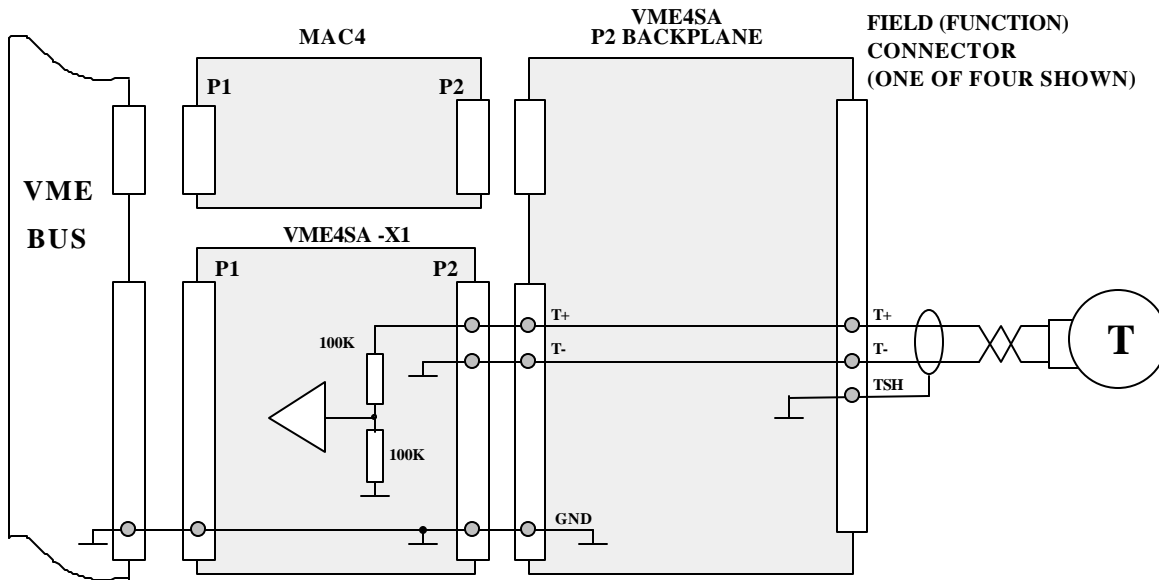 MAC4
VME4SA
P2 BACKPLANE
FIELD (FUNCTION)
CONNECTOR
(ONE OF FOUR SHOWN)
P1
P2
VME
BUS
VME4SA -X1
P1
P2
100K
100K
T+
T-
GND
T+
T-
TSH
T